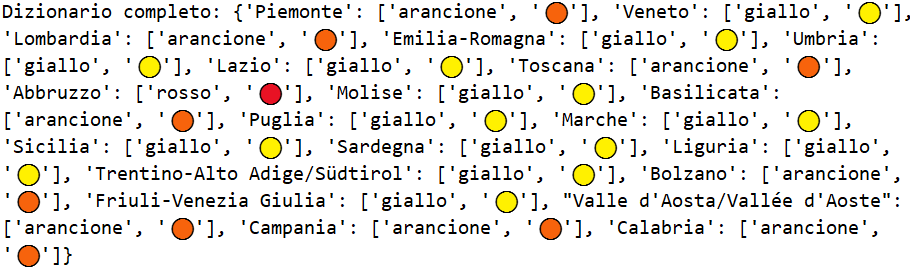 Dizionario completo: {'Piemonte': ['arancione', '🟠'], 'Veneto': ['giallo', '🟡'],
'Lombardia': ['arancione', '🟠'], 'Emilia-Romagna': ['giallo', '🟡'], 'Umbria':
['giallo', '🟡'], 'Lazio': ['giallo', '🟡'], 'Toscana': ['arancione', '🟠'],
'Abbruzzo': ['rosso', '🔴'], 'Molise': ['giallo', '🟡'], 'Basilicata':
['arancione', '🟠'], 'Puglia': ['giallo', '🟡'], 'Marche': ['giallo', '🟡'],
'Sicilia': ['giallo', '🟡'], 'Sardegna': ['giallo', '🟡'], 'Liguria': ['giallo',
'🟡'], 'Trentino-Alto Adige/Südtirol': ['giallo', '🟡'], 'Bolzano': ['arancione',
'🟠'], 'Friuli-Venezia Giulia': ['giallo', '🟡'], "Valle d'Aosta/Vallée d'Aoste":
['arancione', '🟠'], 'Campania': ['arancione', '🟠'], 'Calabria': ['arancione',
'🟠']}